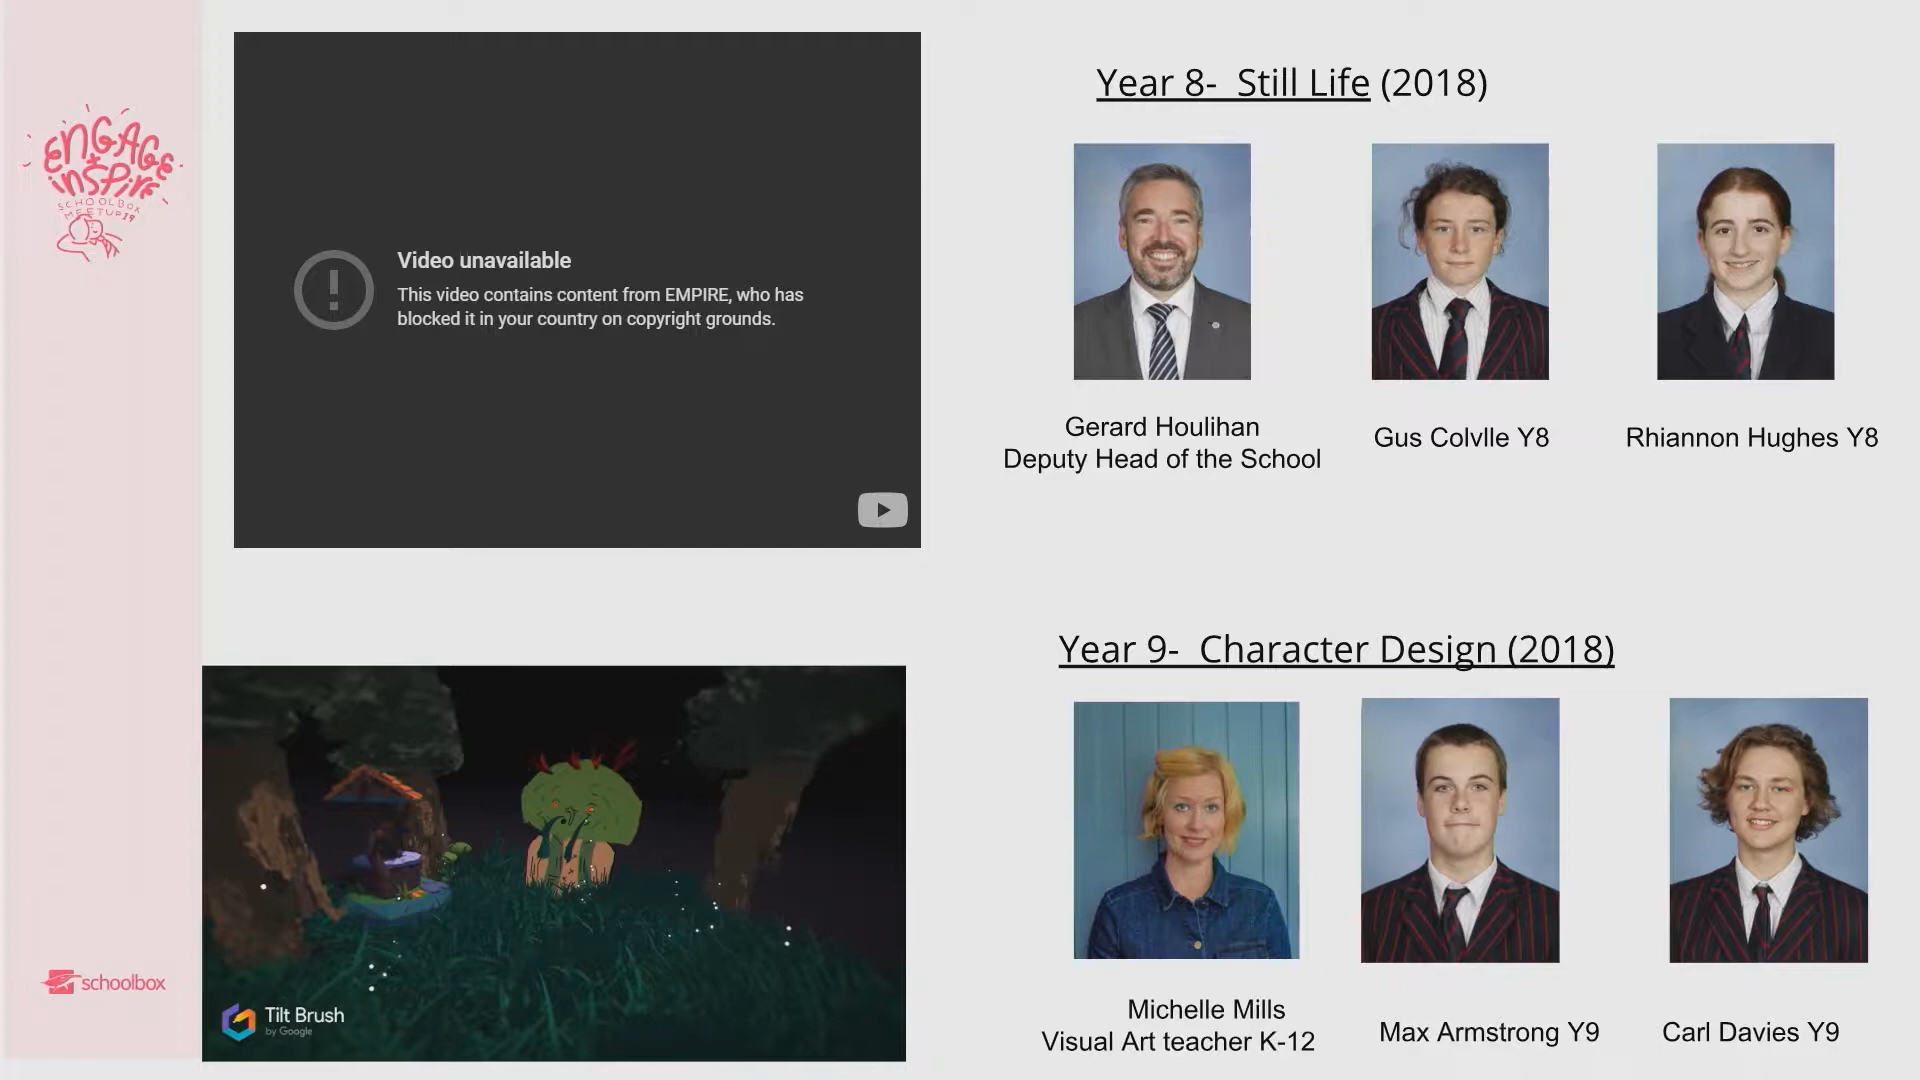 ENGAGE
+
inspire
SCHOOLBOX
MEETUP19
Video unavailable
This video contains content from EMPIRE, who has
blocked it in your country on copyright grounds.
Year 8-  Still Life (2018)
Gerard Houlihan
Deputy Head of the School
Gus Colvlle Y8
Rhiannon Hughes Y8
Year 9-  Character Design (2018)
Tilt Brush
by Google
Michelle Mills
Visual Art teacher K-12
Max Armstrong Y9
Carl Davies Y9
schoolbox